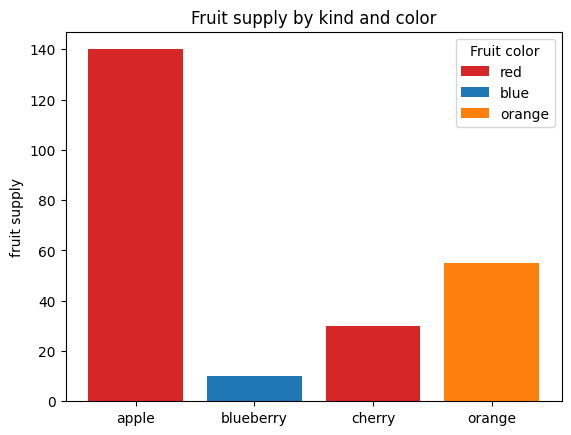 Fruit supply by kind and color
fruit supply
140
120
100
80
60
40
20
0
Fruit color
red
blue
orange
apple
blueberry
cherry
orange